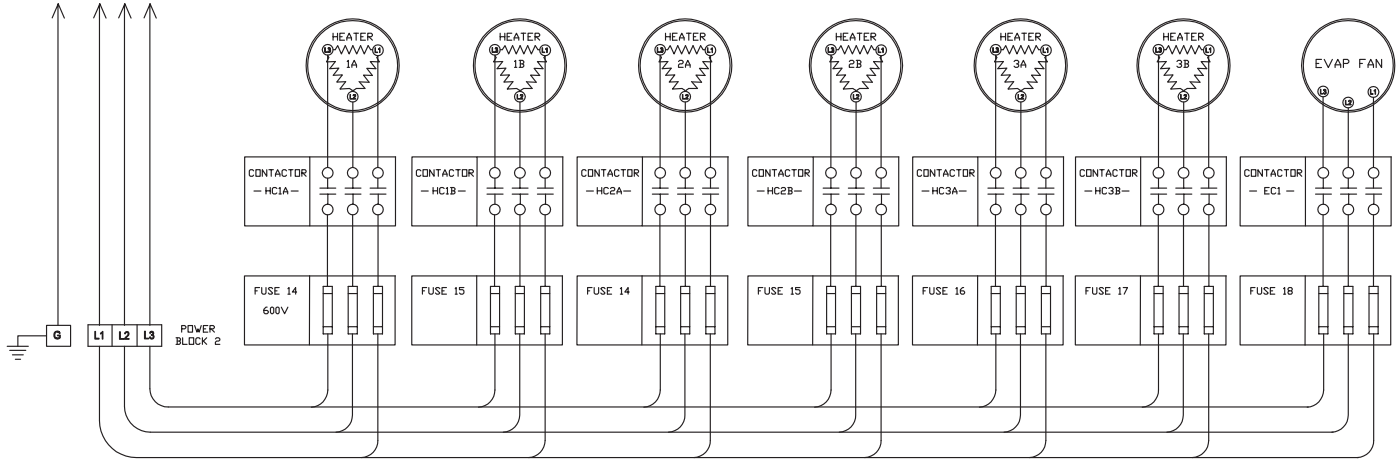 HEATER
L3 L1
1A
L2
HEATER
L3 L1
1B
L2
HEATER
L3 L1
2A
L2
HEATER
L3 L1
2B
L2
HEATER
L3 L1
3A
L2
HEATER
L3 L1
3B
L2
EVAP FAN
L3 L2 L1
CONTACTOR
- HC1A -
CONTACTOR
- HC1B -
CONTACTOR
- HC2A -
CONTACTOR
- HC2B -
CONTACTOR
- HC3A -
CONTACTOR
- HC3B -
CONTACTOR
- EC1 -
FUSE 14
600V
FUSE 15
FUSE 14
FUSE 15
FUSE 16
FUSE 17
FUSE 18
G L1 L2 L3
POWER
BLOCK 2